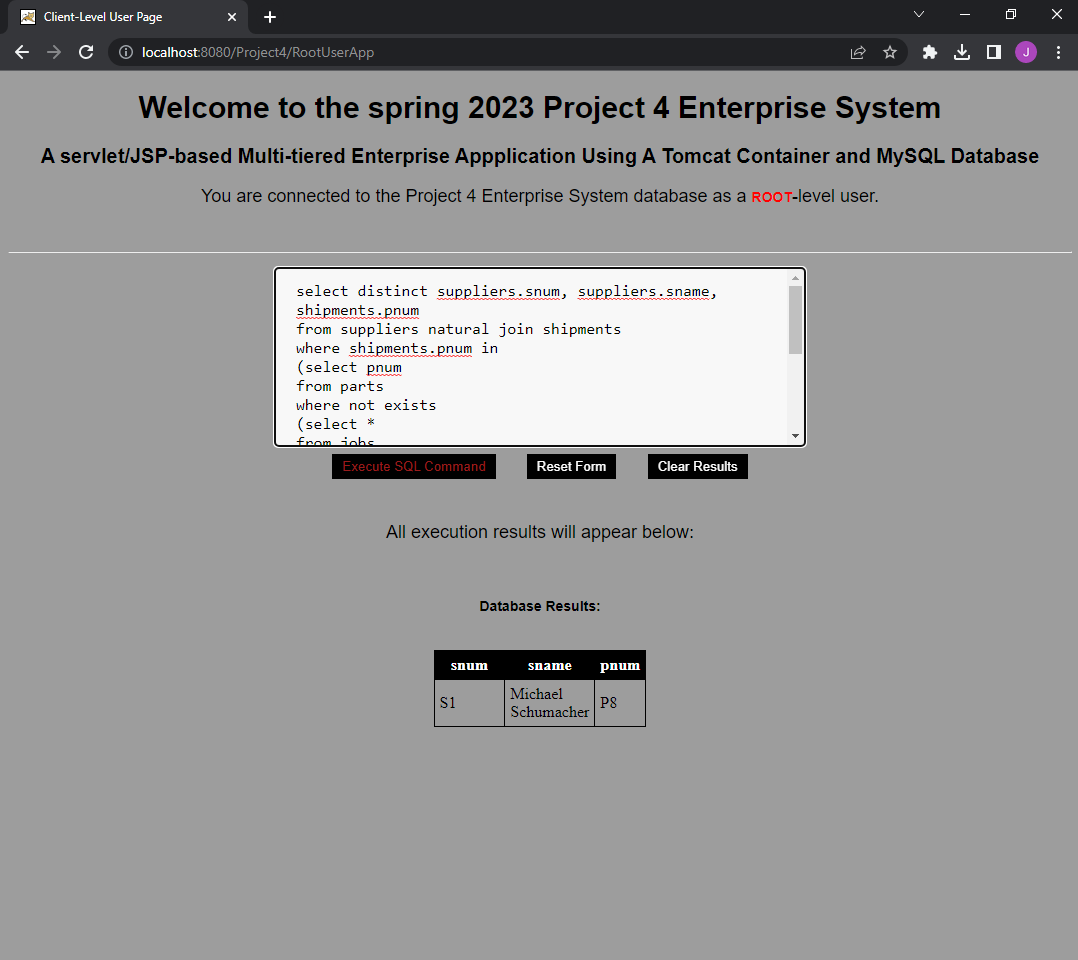 Client-Level User Page
localhost:8080/Project4/RootUserApp
J
Welcome to the spring 2023 Project 4 Enterprise System
A servlet/JSP-based Multi-tiered Enterprise Appplication Using A Tomcat Container and MySQL Database
You are connected to the Project 4 Enterprise System database as a ROOT-level user.
select distinct suppliers.snum, suppliers.sname,
shipments.pnum
from suppliers natural join shipments
where shipments.pnum in
(select pnum
from parts
where not exists
(select *
from jobs
Execute SQL Command Reset Form Clear Results
All execution results will appear below:
Database Results:
snum sname pnum
S1 Michael Schumacher P8